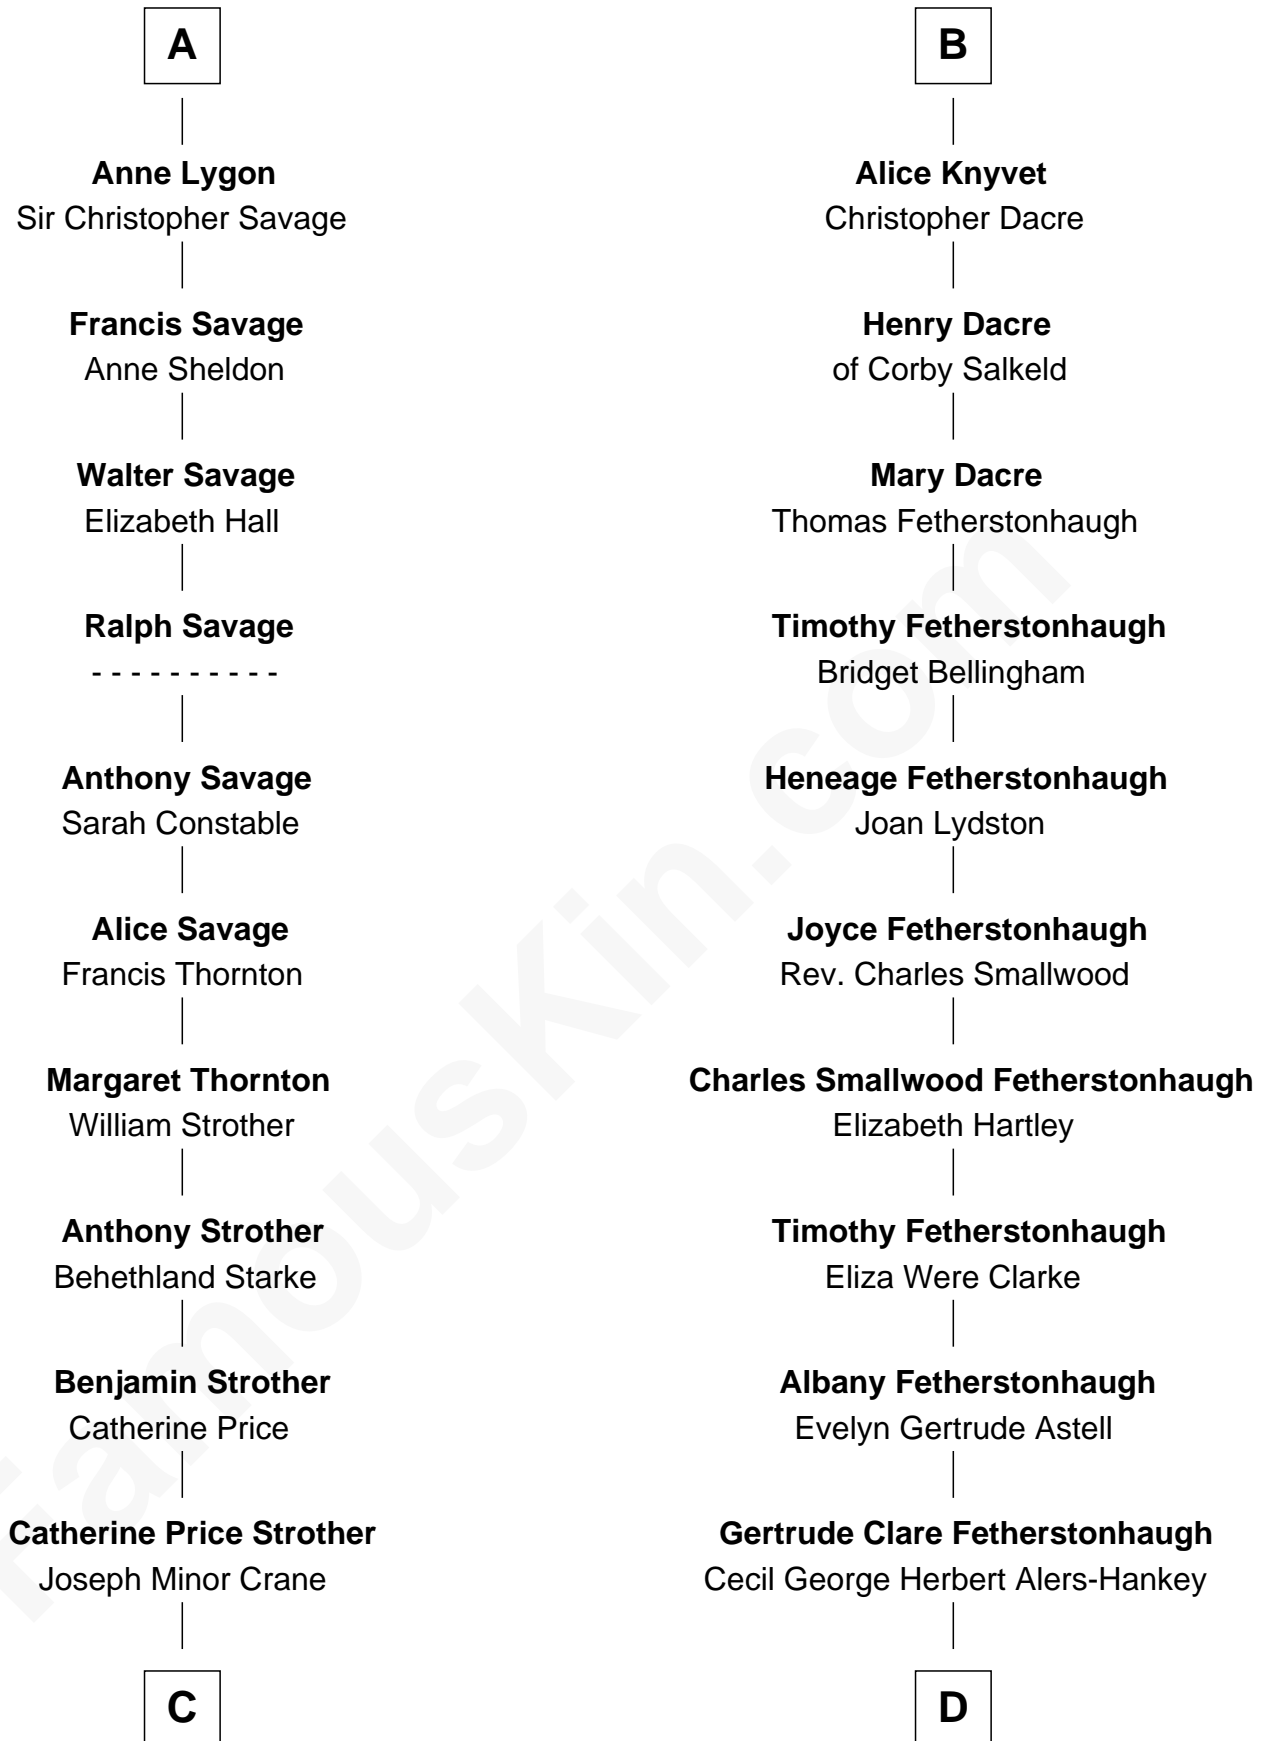 A
Anne Lygon
Sir Christopher Savage
Francis Savage
Anne Sheldon
Walter Savage
Elizabeth Hall
Ralph Savage
- - - - - - - - - -
Anthony Savage
Sarah Constable
Alice Savage
Francis Thornton
Margaret Thornton
William Strother
Anthony Strother
Behethland Starke
Benjamin Strother
Catherine Price
Catherine Price Strother
Joseph Minor Crane
C
B
Alice Knyvet
Christopher Dacre
Henry Dacre
of Corby Salkeld
Mary Dacre
Thomas Fetherstonhaugh
Timothy Fetherstonhaugh
Bridget Bellingham
Heneage Fetherstonhaugh
Joan Lydston
Joyce Fetherstonhaugh
Rev. Charles Smallwood
Charles Smallwood Fetherstonhaugh
Elizabeth Hartley
Timothy Fetherstonhaugh
Eliza Were Clarke
Albany Fetherstonhaugh
Evelyn Gertrude Astell
Gertrude Clare Fetherstonhaugh
Cecil George Herbert Alers-Hankey
D
FamousKin.com